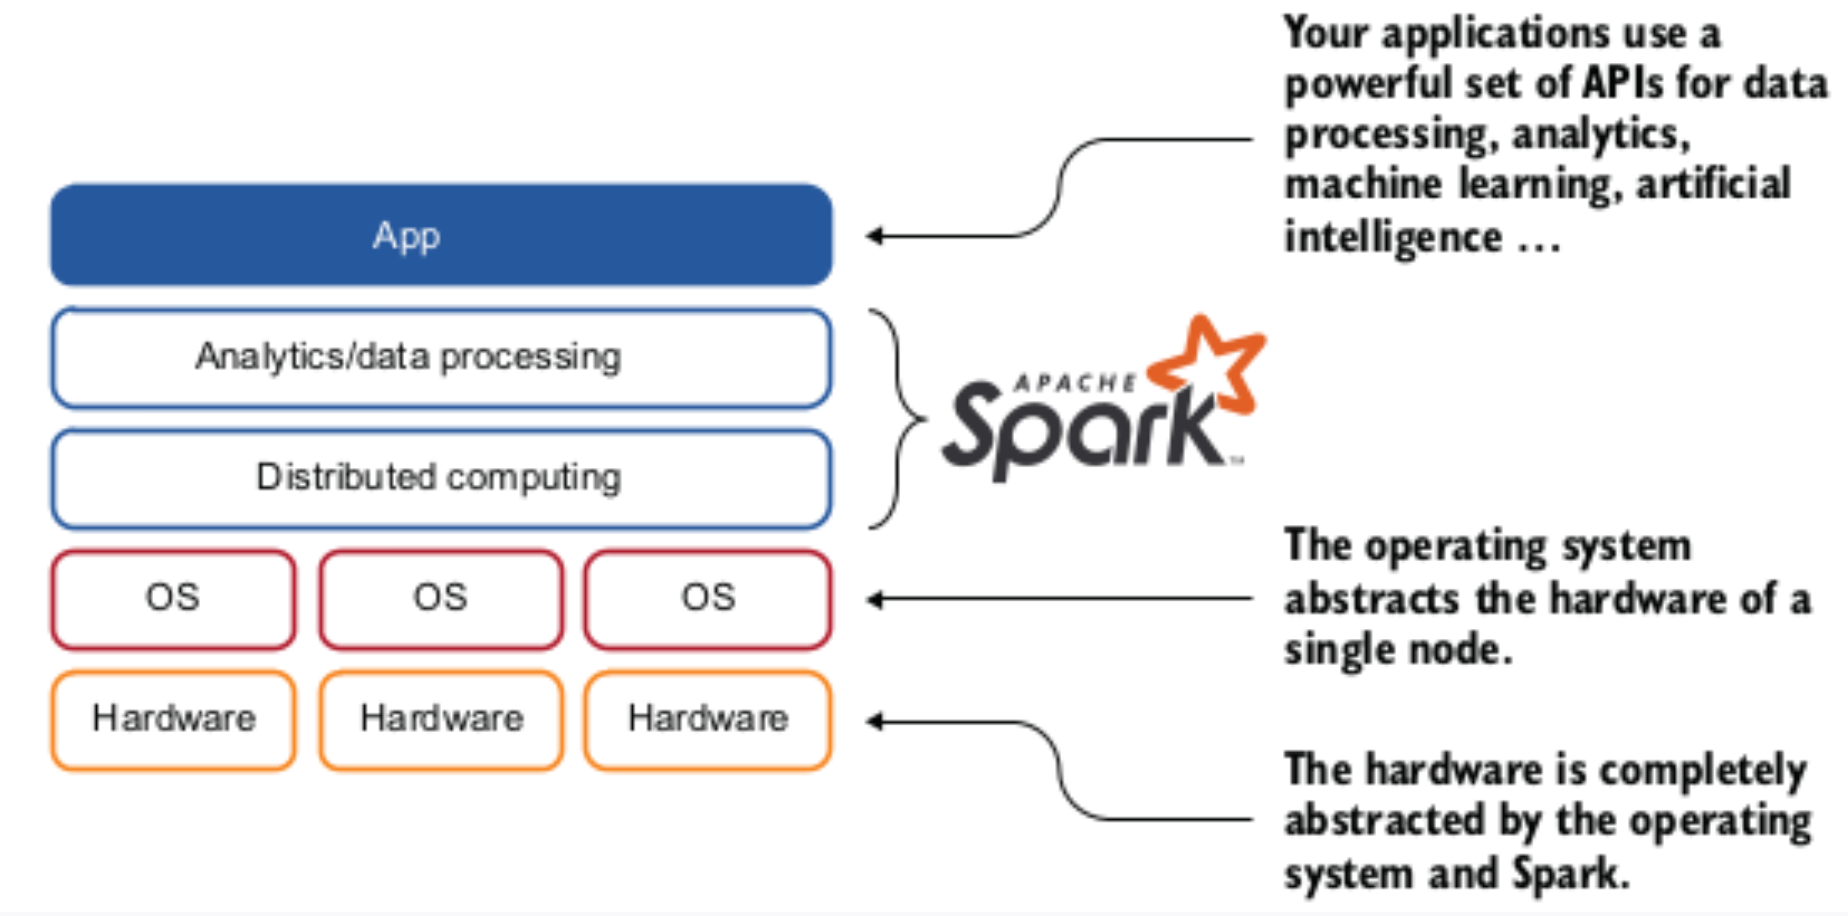 Your applications use a
powerful set of APIs for data
processing, analytics,
machine learning, artificial
intelligence ...
App
Analytics/data processing
APACHE
Spark™
Distributed computing
The operating system
abstracts the hardware of a
single node.
OS OS OS
Hardware Hardware Hardware
The hardware is completely
abstracted by the operating
system and Spark.